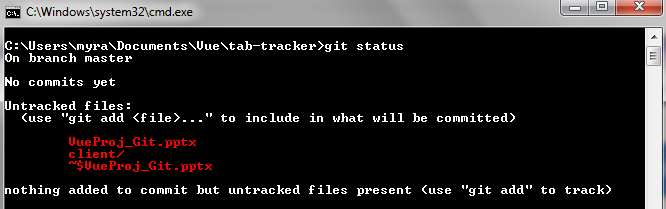 C:\Windows\system32\cmd.exe
C:\Users\myra\Documents\Vue\tab-tracker>git status
On branch master
No commits yet
Untracked files:
(use "git add <file>..." to include in what will be committed)
VueProj_Git.pptx
client/
~$VueProj_Git.pptx
nothing added to commit but untracked files present (use "git add" to track)